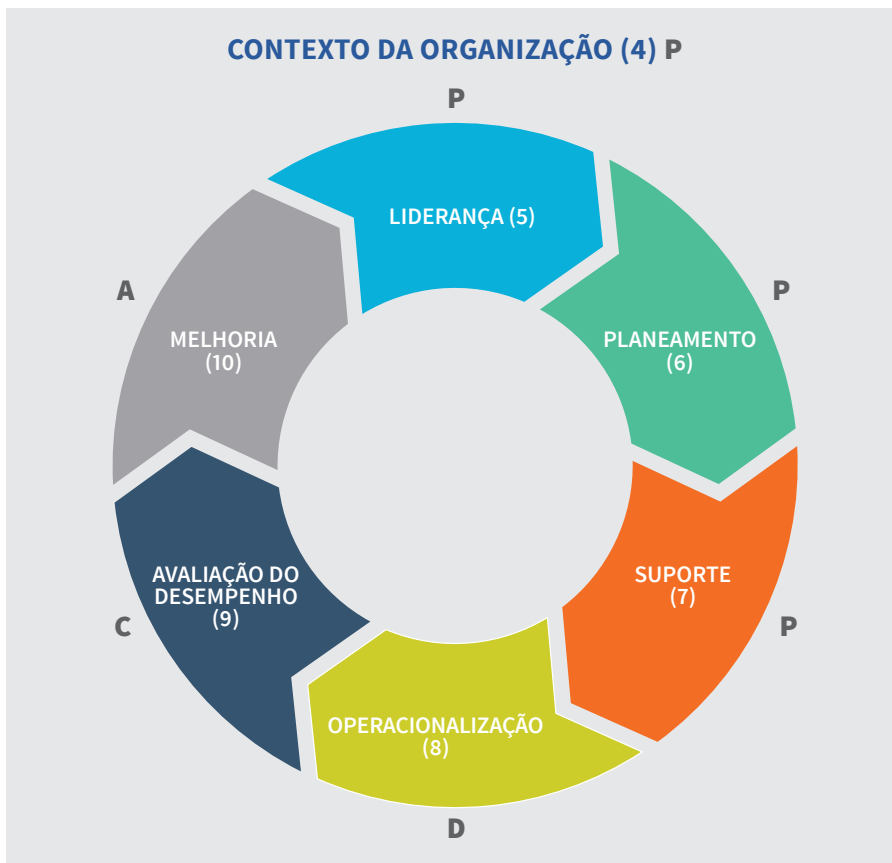 CONTEXTO DA ORGANIZAÇÃO (4) P
P
LIDERANÇA (5)
P
PLANEAMENTO
(6)
SUPORTE
(7)
P
OPERACIONALIZAÇÃO
(8)
D
AVALIAÇÃO DO
DESEMPENHO
(9)
C
A
MELHORIA
(10)